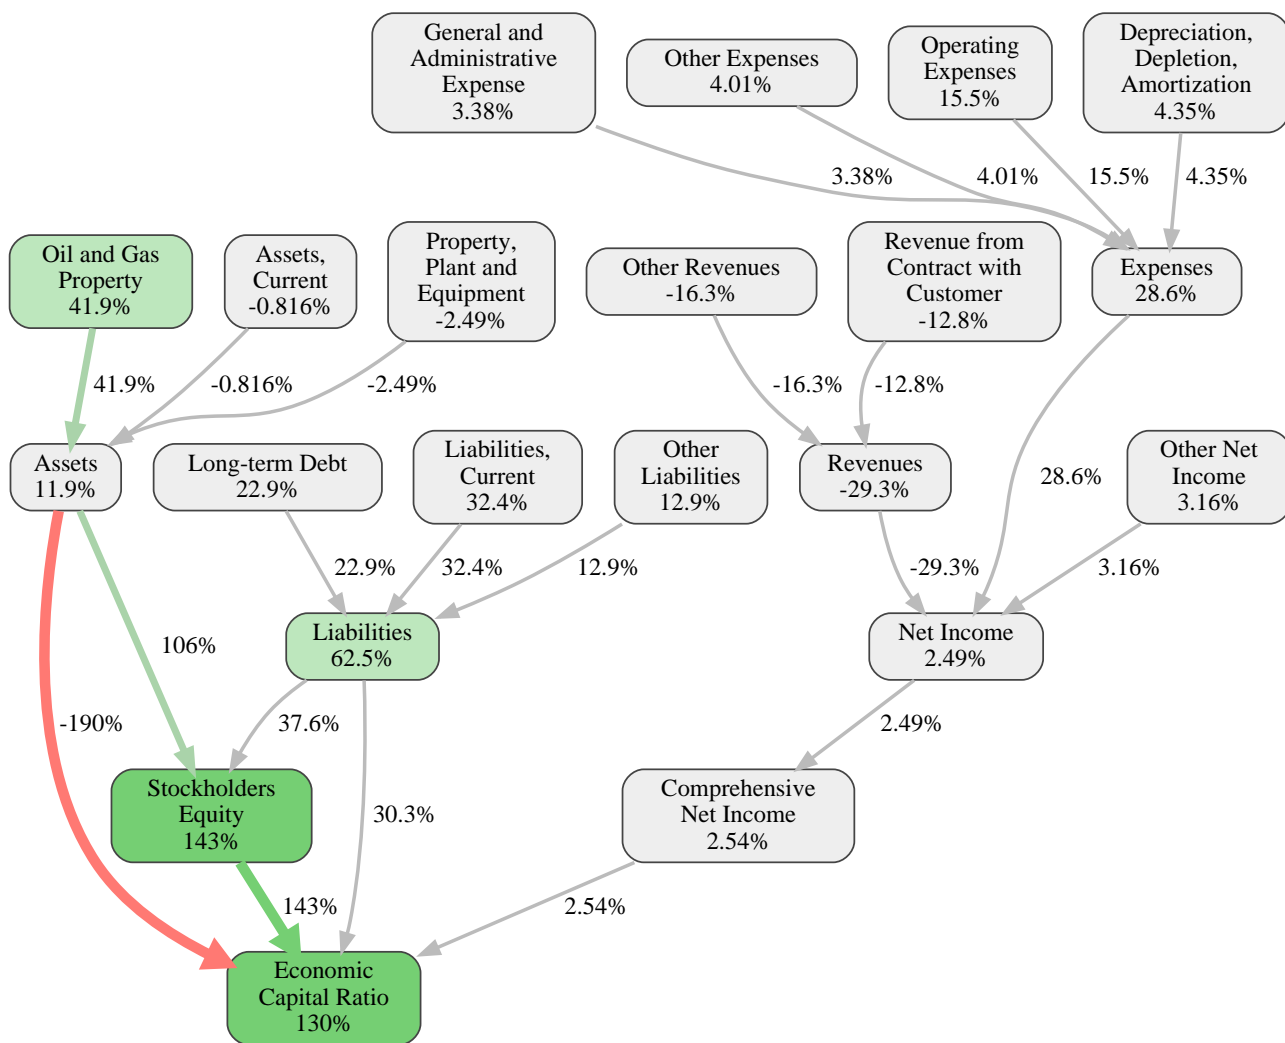 General and
Administrative
Expense
3.38%
Other Expenses
4.01%
Operating
Expenses
15.5%
Depreciation,
Depletion,
Amortization
4.35%
3.38%
4.01%
15.5%
4.35%
Oil and Gas
Property
41.9%
Assets,
Current
-0.816%
Property,
Plant and
Equipment
-2.49%
Other Revenues
-16.3%
Revenue from
Contract with
Customer
-12.8%
Expenses
28.6%
41.9%
-0.816%
-2.49%
-16.3%
-12.8%
28.6%
Assets
11.9%
Long-term Debt
22.9%
Liabilities,
Current
32.4%
Other
Liabilities
12.9%
Revenues
-29.3%
Other Net
Income
3.16%
22.9%
32.4%
12.9%
-29.3%
3.16%
106%
Liabilities
62.5%
Net Income
2.49%
-190%
37.6%
2.49%
Stockholders
Equity
143%
30.3%
Comprehensive
Net Income
2.54%
143%
2.54%
Economic
Capital Ratio
130%